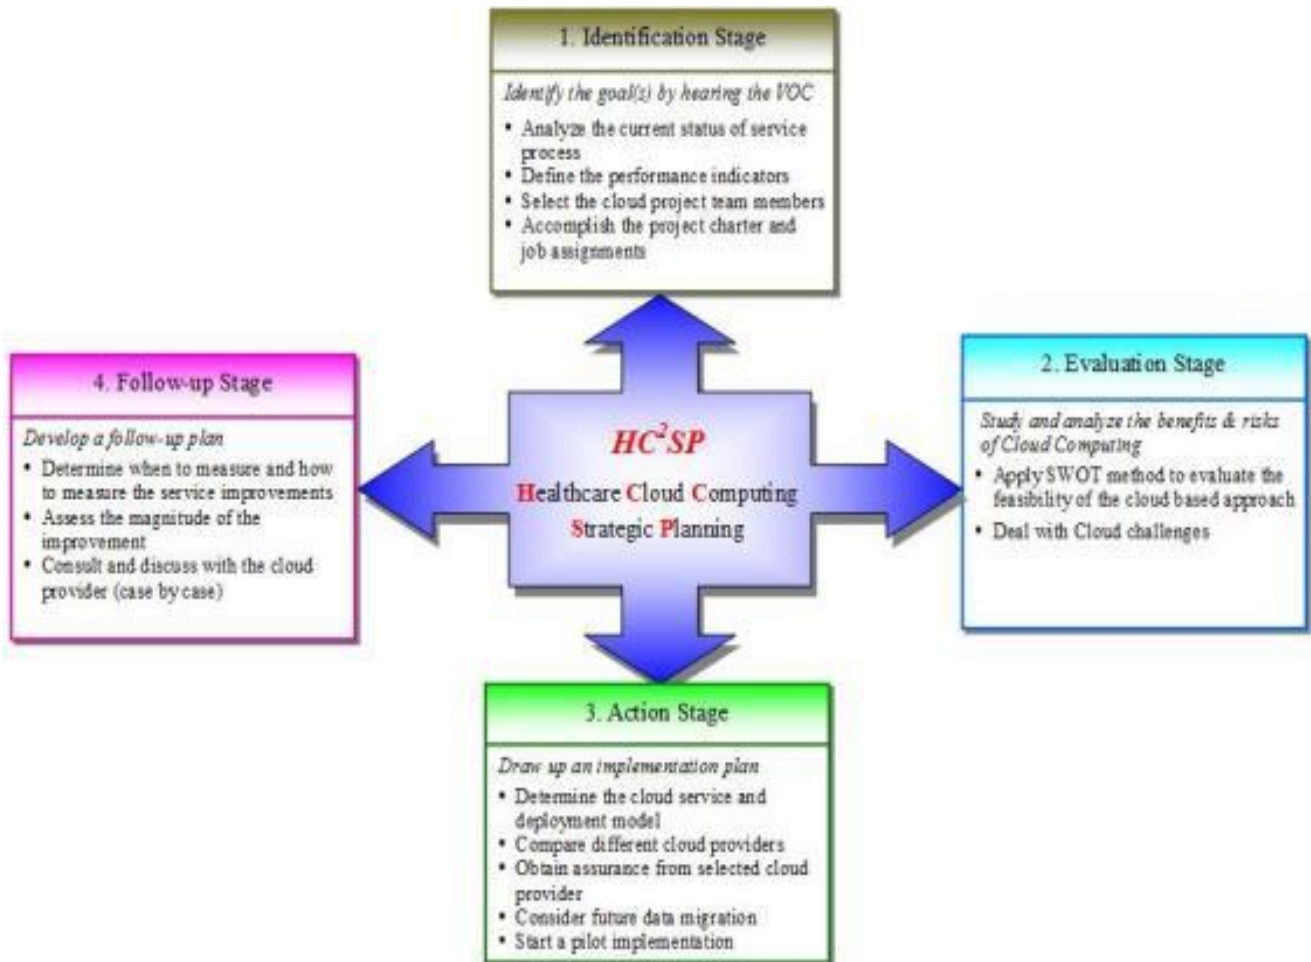 1. Identification Stage
Identify the goal(s) by hearing the VOC
• Analyze the current status of service
process
• Define the performance indicators
• Select the cloud project team members
• Accomplish the project charter and
job assignments
2. Evaluation Stage
Study and analyze the benefits & risks
of Cloud Computing
• Apply SWOT method to evaluate the
feasibility of the cloud based approach
• Deal with Cloud challenges
3. Action Stage
Draw up an implementation plan
• Determine the cloud service and
deployment model
• Compare different cloud providers
• Obtain assurance from selected cloud
provider
• Consider future data migration
• Start a pilot implementation
4. Follow-up Stage
Develop a follow-up plan
• Determine when to measure and how
to measure the service improvements
• Assess the magnitude of the
improvement
• Consult and discuss with the cloud
provider (case by case)
HC²SP
Healthcare Cloud Computing
Strategic Planning